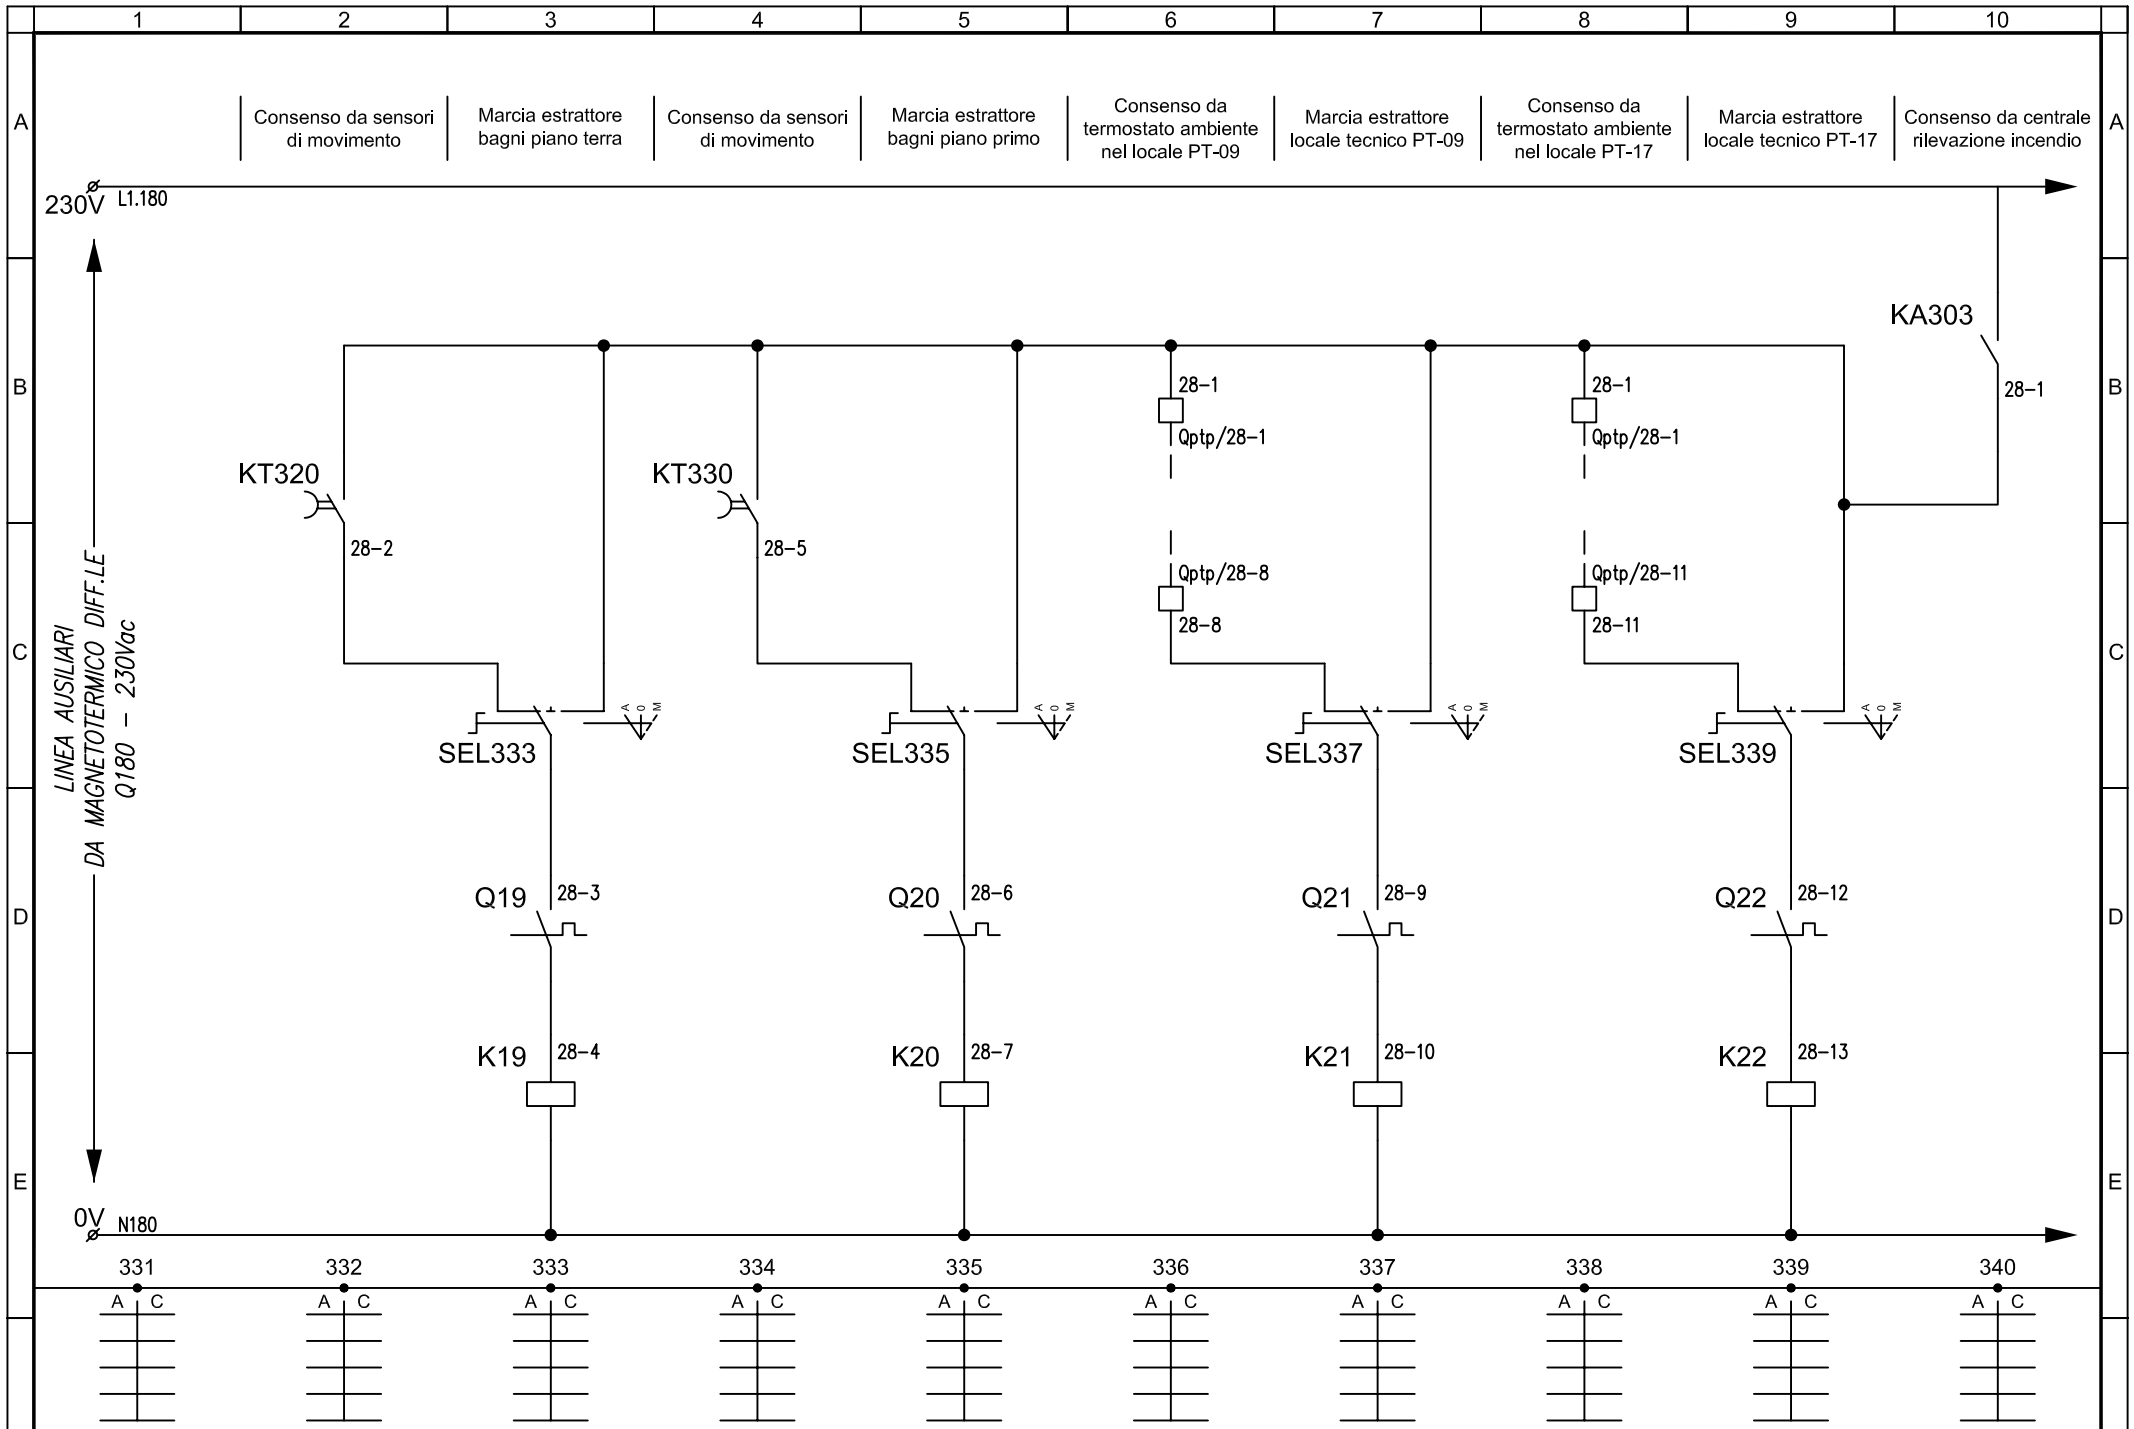 1 2 3 4 5 6 7 8 9 10
A A
Consenso da sensori
di movimento
Marcia estrattore
bagni piano terra
Consenso da sensori
di movimento
Marcia estrattore
bagni piano primo
Consenso da
termostato ambiente
nel locale PT-09
Marcia estrattore
locale tecnico PT-09
Consenso da
termostato ambiente
nel locale PT-17
Marcia estrattore
locale tecnico PT-17
Consenso da centrale
rilevazione incendio
230V L1.180
KA303
B 28-1 28-1 28-1 B
Qptp/28-1 Qptp/28-1
KT320 KT330
28-2 28-5
Qptp/28-8 Qptp/28-11
28-8 28-11
C C
LINEA AUSILIARI
DA MAGNETOTERMICO DIFF.LE
Q180 - 230Vac
A 0 M A 0 M A 0 M A 0 M
SEL333 SEL335 SEL337 SEL339
Q19 28-3 Q20 28-6 Q21 28-9 Q22 28-12
D D
K19 28-4 K20 28-7 K21 28-10 K22 28-13
E E
0V N180
331 332 333 334 335 336 337 338 339 340
A C A C A C A C A C A C A C A C A C A C